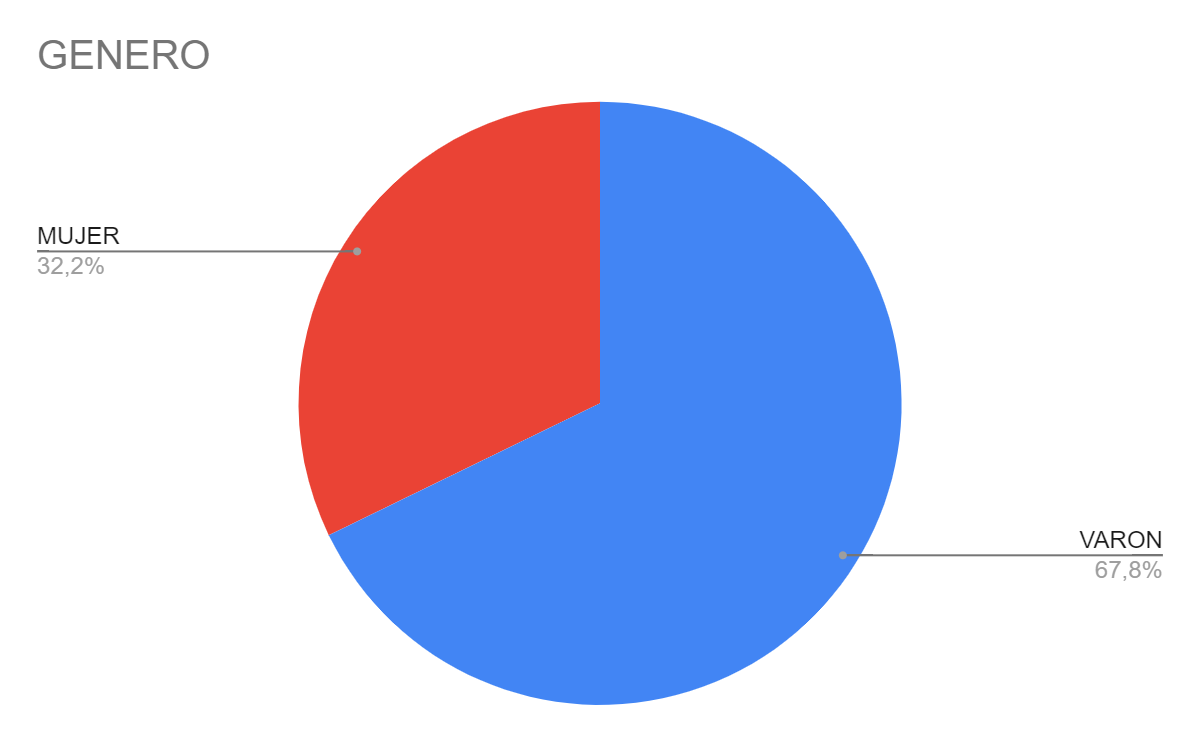 GENERO
MUJER
32,2%
VARON
67,8%